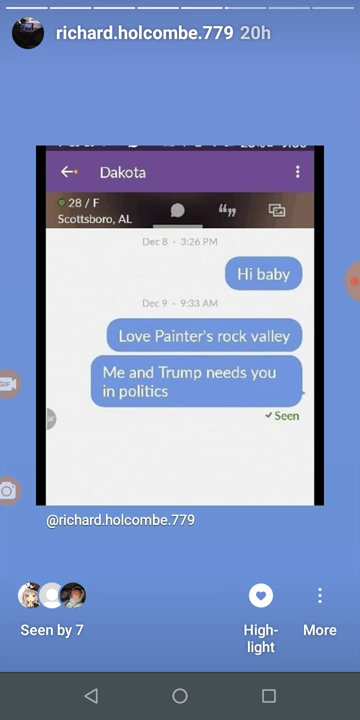 richard.holcombe.779 20h
Dakota
28 / F
Scottsboro, AL
Dec 8 · 3:26 PM
Hi baby
Dec 9 · 9:33 AM
Love Painter's rock valley
Me and Trump needs you
in politics
✓ Seen
GIF
@richard.holcombe.779
Seen by 7
High-
light
More